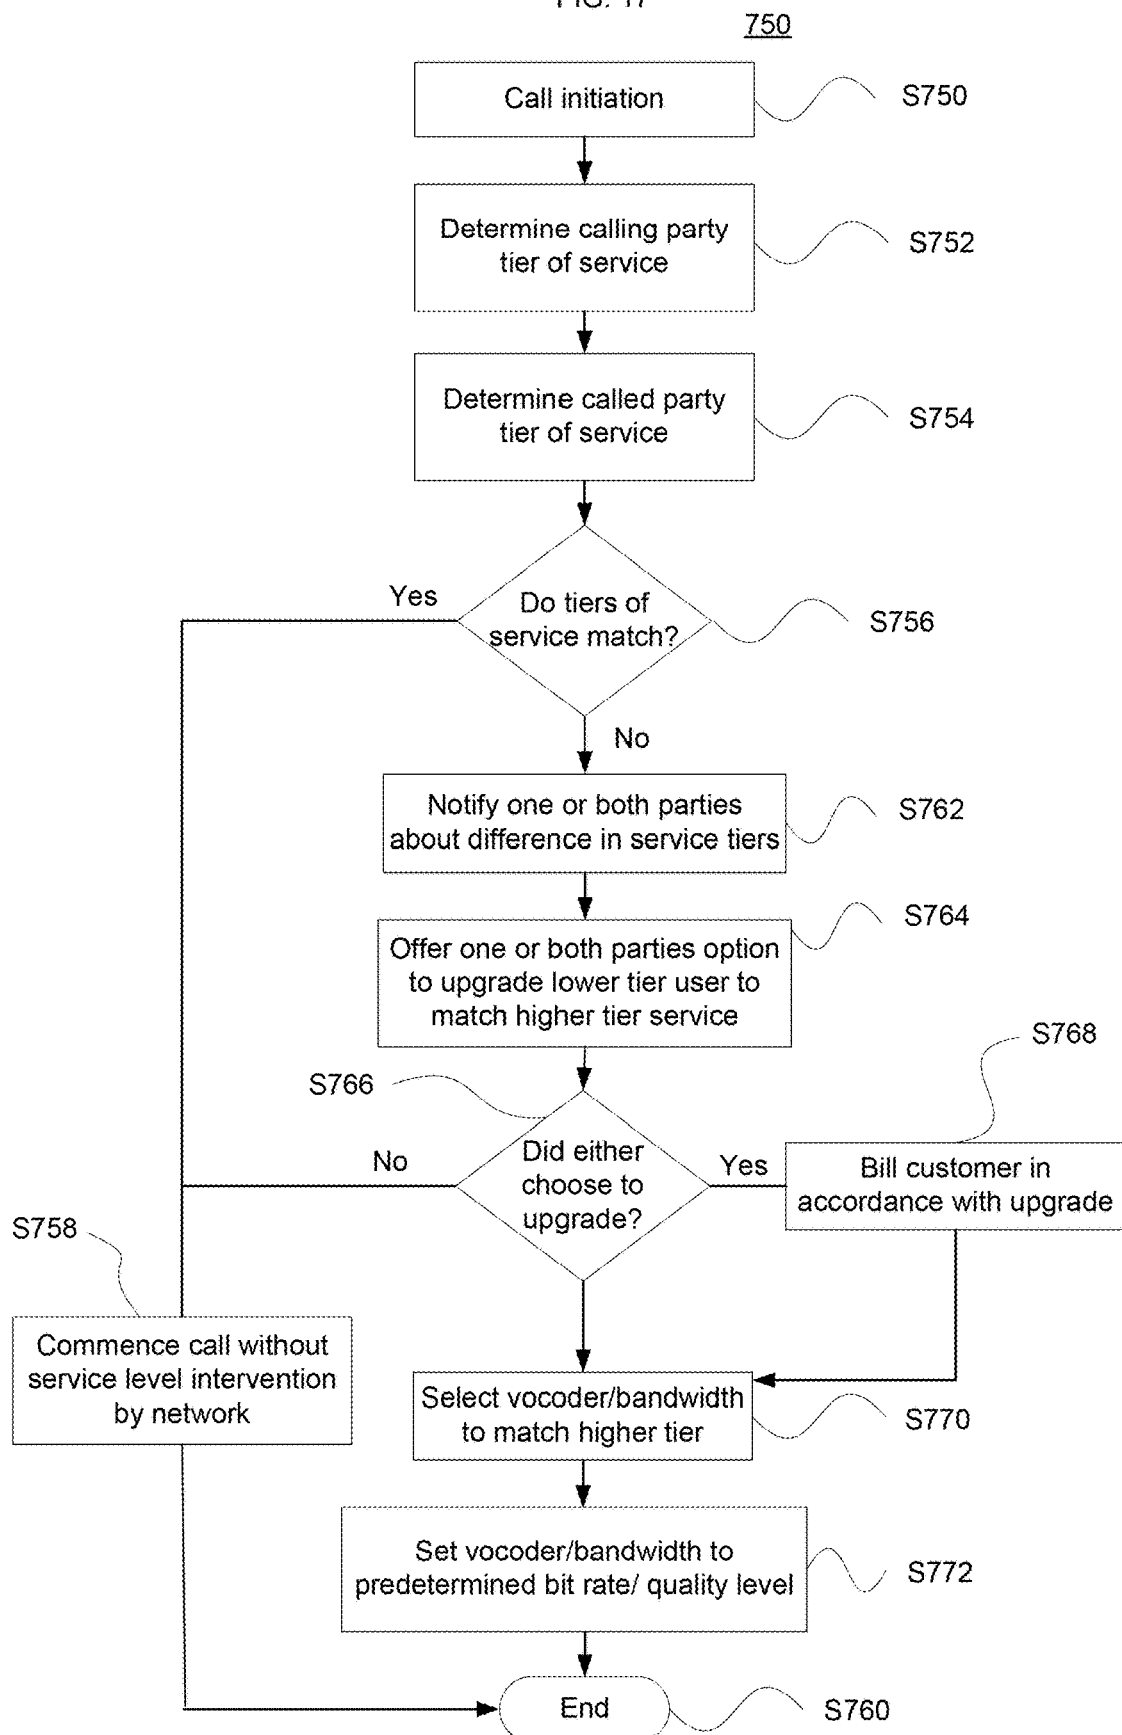 FIG. 17
750
Call initiation
S750
Determine calling party
tier of service
S752
Determine called party
tier of service
S754
Yes
Do tiers of
service match?
S756
No
Notify one or both parties
about difference in service tiers
S762
Offer one or both parties option
to upgrade lower tier user to
match higher tier service
S764
S768
S766
No
Did either
choose to
upgrade?
Yes
Bill customer in
accordance with upgrade
S758
Commence call without
service level intervention
by network
Select vocoder/bandwidth
to match higher tier
S770
Set vocoder/bandwidth to
predetermined bit rate/ quality level
S772
End
S760